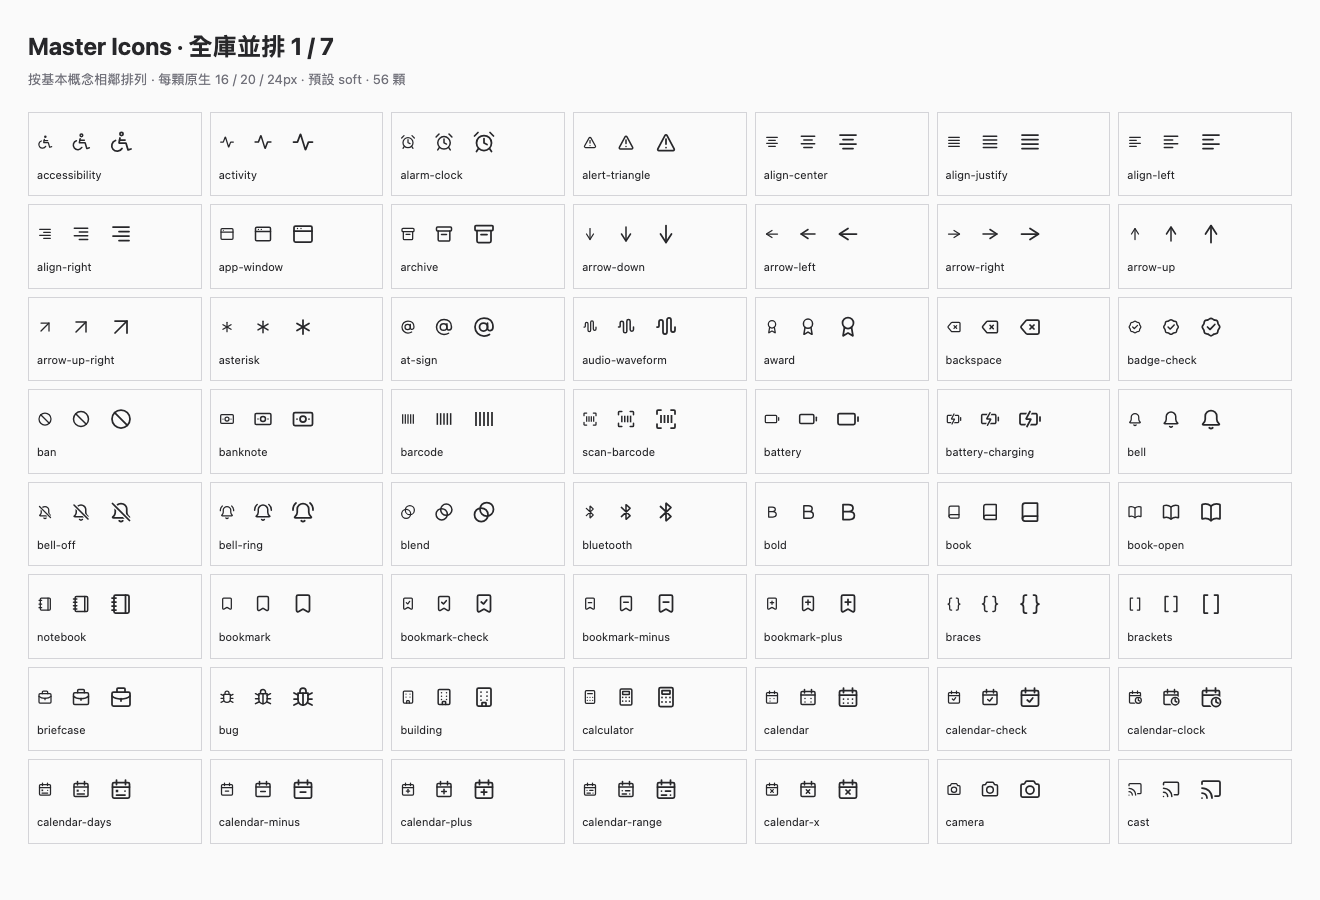 Master Icons · 全庫並排 1 / 7
按基本概念相鄰排列 · 每顆原生 16 / 20 / 24px · 預設 soft · 56 顆
accessibility
activity
alarm-clock
alert-triangle
align-center
align-justify
align-left
align-right
app-window
archive
arrow-down
arrow-left
arrow-right
arrow-up
arrow-up-right
asterisk
at-sign
audio-waveform
award
backspace
badge-check
ban
banknote
barcode
scan-barcode
battery
battery-charging
bell
bell-off
bell-ring
blend
bluetooth
bold
book
book-open
notebook
bookmark
bookmark-check
bookmark-minus
bookmark-plus
braces
brackets
briefcase
bug
building
calculator
calendar
calendar-check
calendar-clock
calendar-days
calendar-minus
calendar-plus
calendar-range
calendar-x
camera
cast